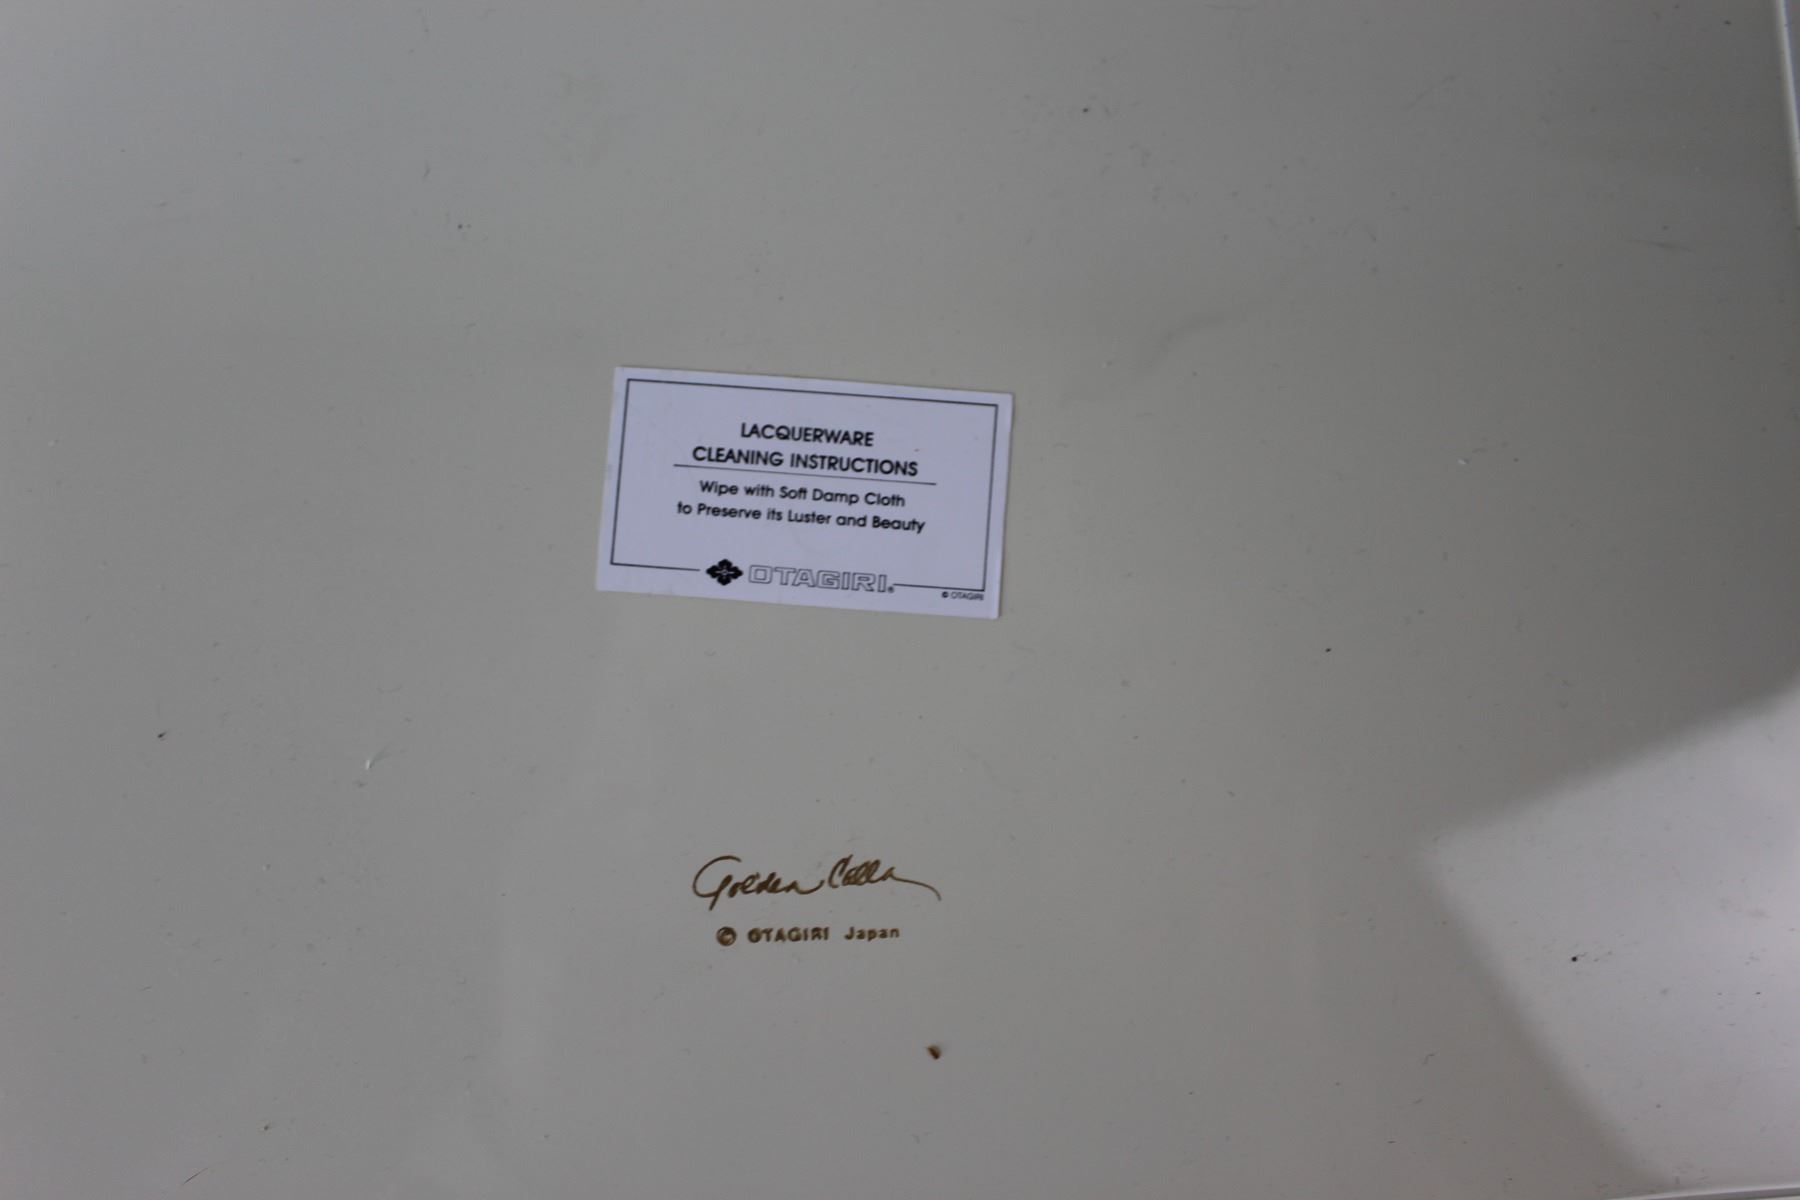 LACQUERWARE
CLEANING INSTRUCTIONS
Wipe with Soft Damp Cloth
to Preserve its Luster and Beauty
OTAGIRI®
© OTAGIRI
Golden Calla
© OTAGIRI Japan